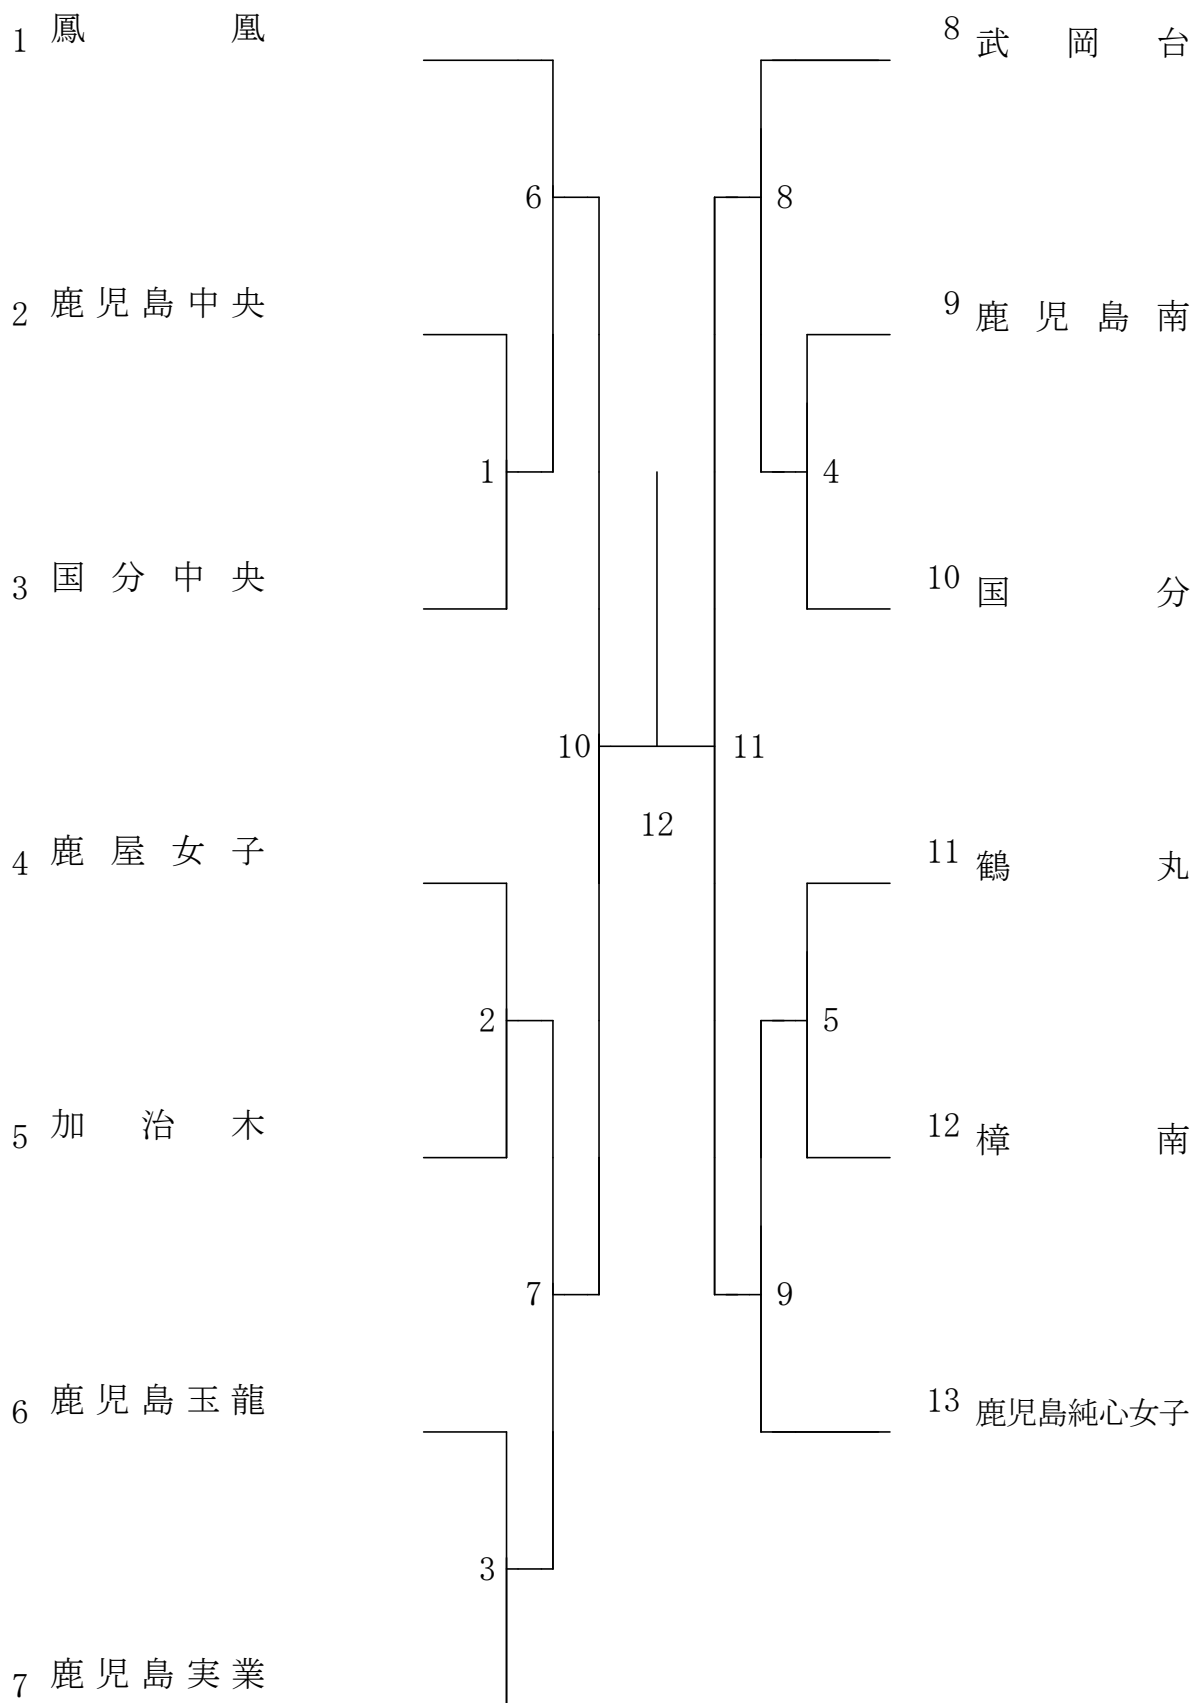 1 鳳凰
2 鹿児島中央
3 国分中央
4 鹿屋女子
5 加治木
6 鹿児島玉龍
7 鹿児島実業
6
1
10
2
7
3
12
8
4
11
5
9
8 武岡台
9 鹿児島南
10 国分
11 鶴丸
12 樟南
13 鹿児島純心女子